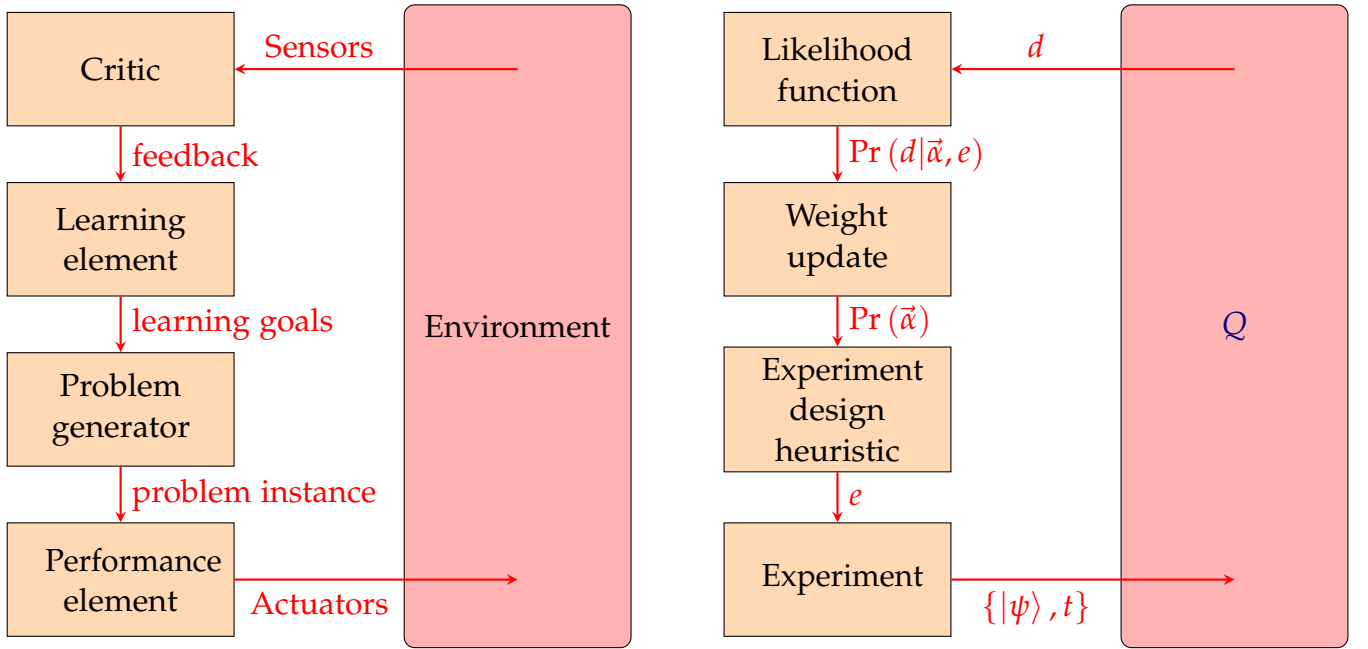 Sensors
Critic
feedback
Learning
element
learning goals
Environment
Problem
generator
problem instance
Performance
element
Actuators
d
Likelihood
function
Pr (d|α⃗, e)
Weight
update
Pr (α⃗)
Q
Experiment
design
heuristic
e
Experiment
{|ψ⟩ , t}